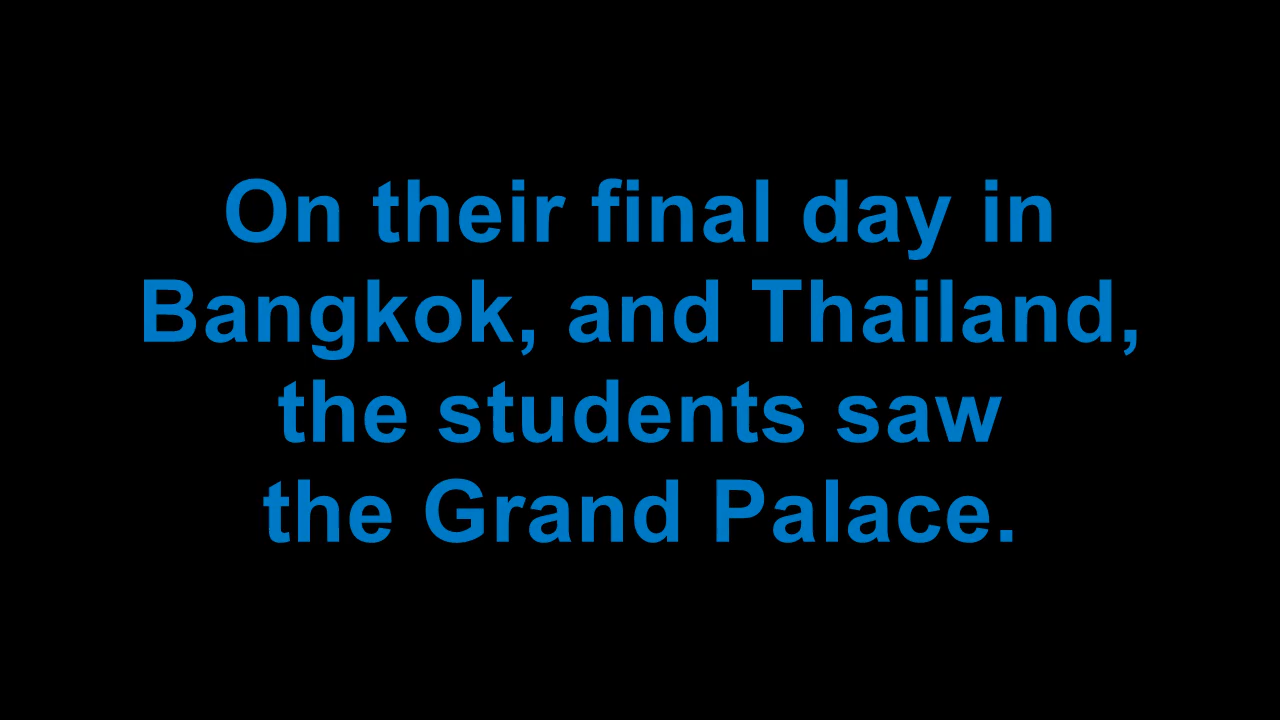 On their final day in
Bangkok, and Thailand,
the students saw
the Grand Palace.